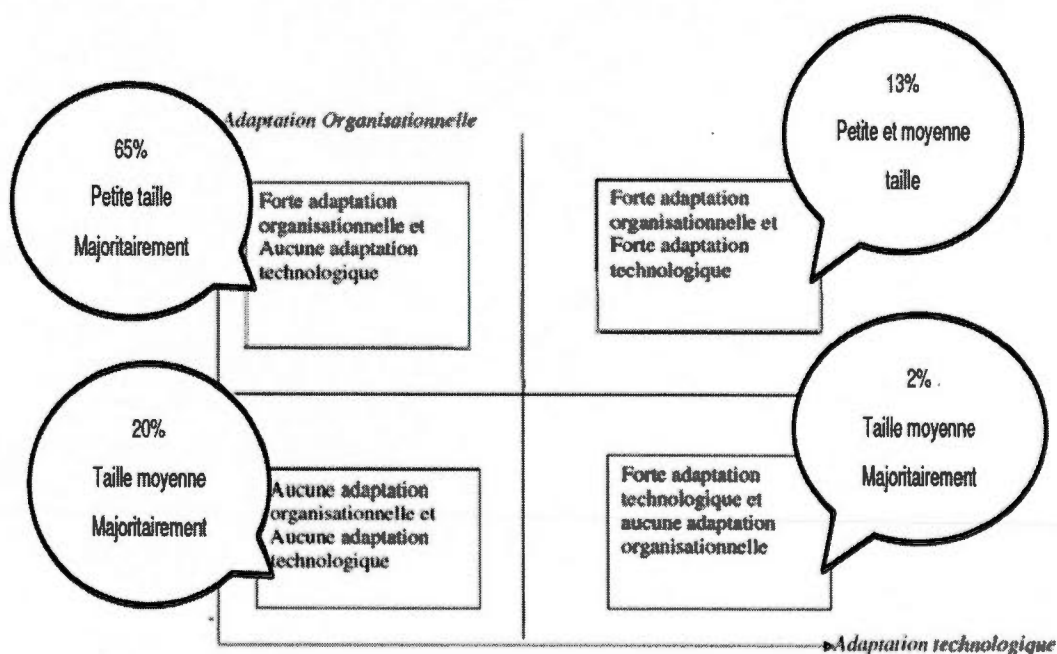 Adaptation Organisationnelle
65%
Petite taille
Majoritairement
Forte adaptation
organisationnelle et
Aucune adaptation
technologique
13%
Petite et moyenne
taille
Forte adaptation
organisationnelle et
Forte adaptation
technologique
20%
Taille moyenne
Majoritairement
Aucune adaptation
organisationnelle et
Aucune adaptation
technologique
2%
Taille moyenne
Majoritairement
Forte adaptation
technologique et
aucune adaptation
organisationnelle
Adaptation technologique